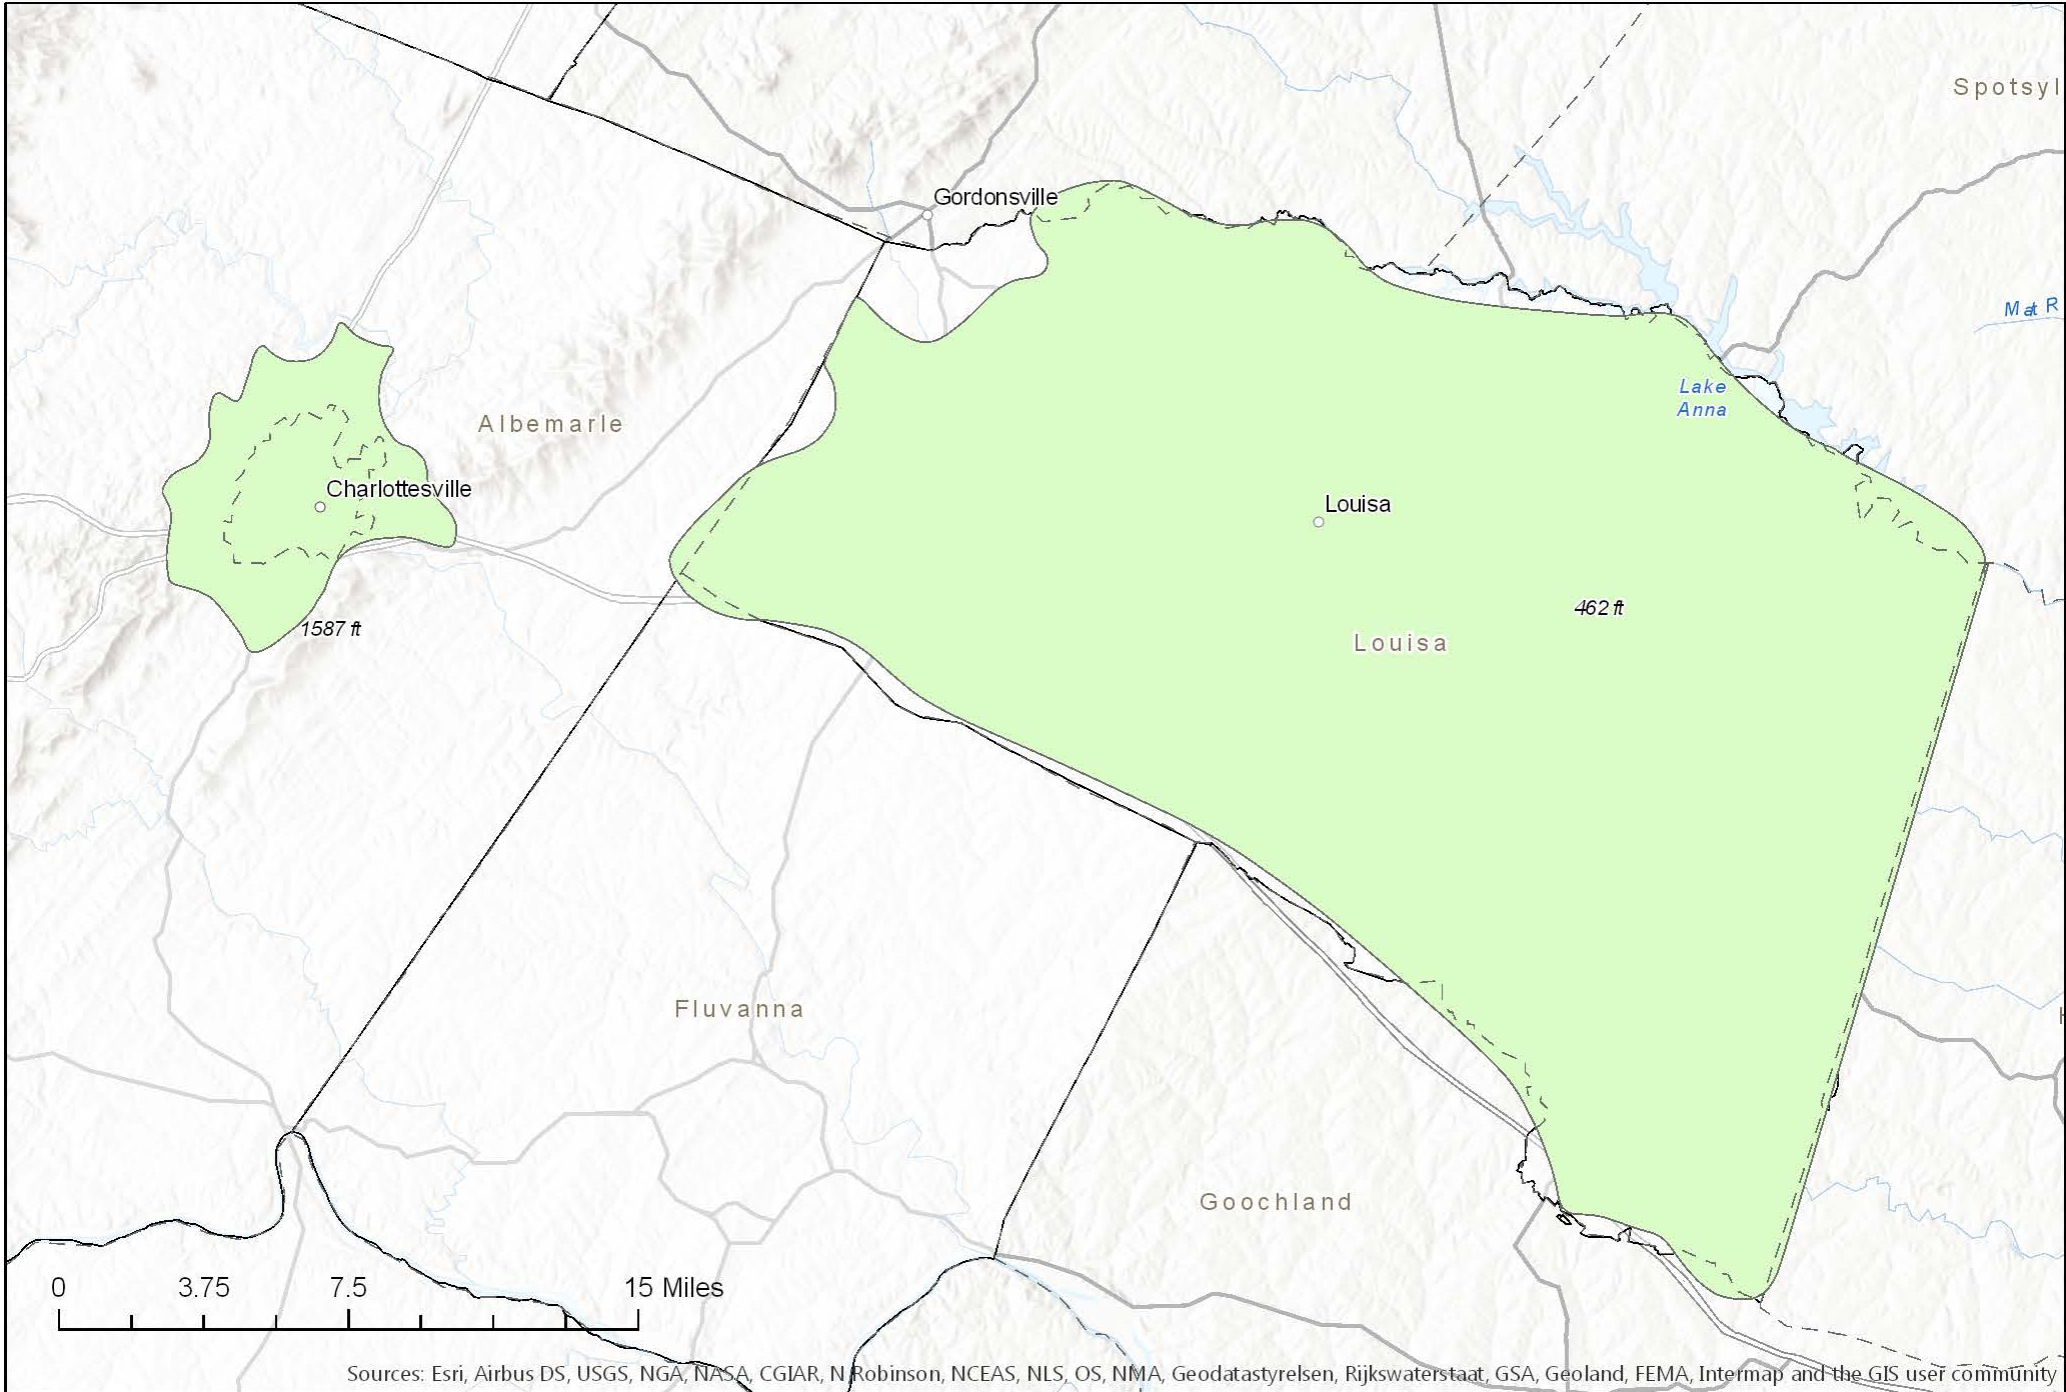 Spotsyl
Gordonsville
Mat R
Lake
Anna
Albemarle
Charlottesville
Louisa
462 ft
1587 ft
Louisa
Fluvanna
Goochland
0 3.75 7.5 15 Miles
Sources: Esri, Airbus DS, USGS, NGA, NASA, CGIAR, N Robinson, NCEAS, NLS, OS, NMA, Geodatastyrelsen, Rijkswaterstaat, GSA, Geoland, FEMA, Intermap and the GIS user community